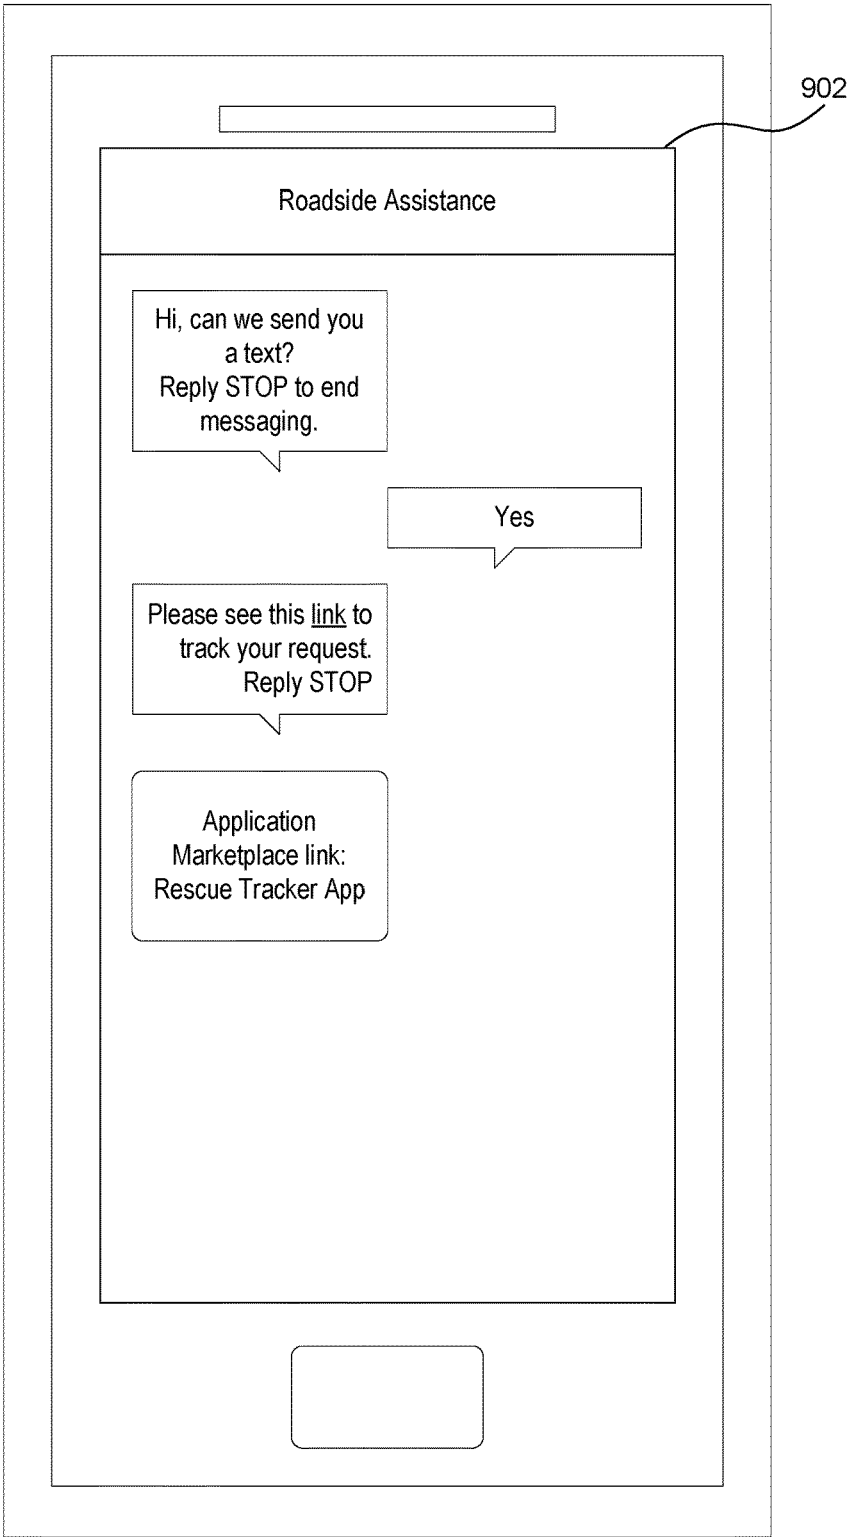 902
Roadside Assistance
Hi, can we send you
a text?
Reply STOP to end
messaging.
Yes
Please see this link to
track your request.
Reply STOP
Application
Marketplace link:
Rescue Tracker App